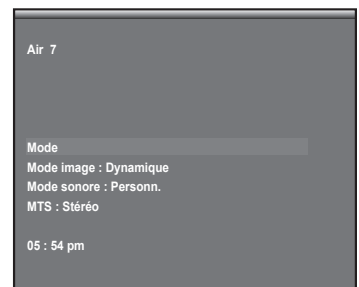 Air 7
Mode
Mode image : Dynamique
Mode sonore : Personn.
MTS : Stéréo
05 : 54 pm